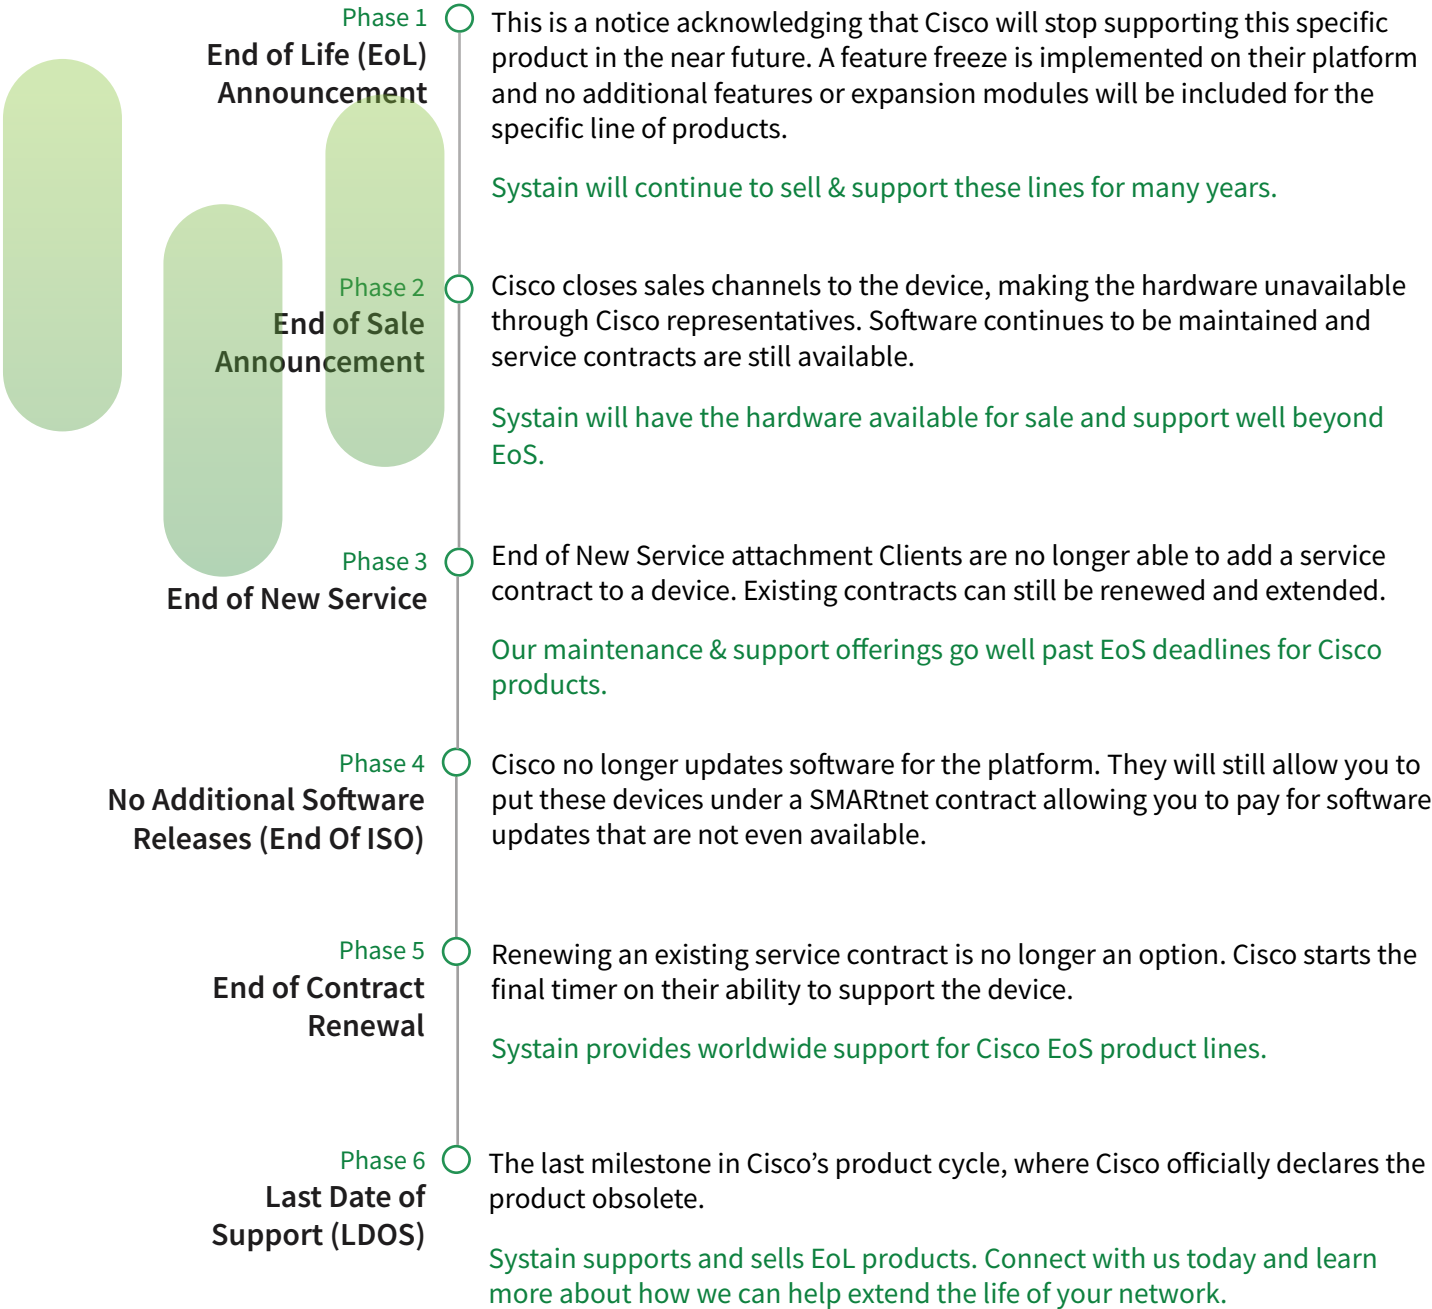 Phase 1
End of Life (EoL)
Announcement
This is a notice acknowledging that Cisco will stop supporting this specific
product in the near future. A feature freeze is implemented on their platform
and no additional features or expansion modules will be included for the
specific line of products.
Systain will continue to sell & support these lines for many years.
Phase 2
End of Sale
Announcement
Cisco closes sales channels to the device, making the hardware unavailable
through Cisco representatives. Software continues to be maintained and
service contracts are still available.
Systain will have the hardware available for sale and support well beyond
EoS.
Phase 3
End of New Service
End of New Service attachment Clients are no longer able to add a service
contract to a device. Existing contracts can still be renewed and extended.
Our maintenance & support offerings go well past EoS deadlines for Cisco
products.
Phase 4
No Additional Software
Releases (End Of ISO)
Cisco no longer updates software for the platform. They will still allow you to
put these devices under a SMARtnet contract allowing you to pay for software
updates that are not even available.
Phase 5
End of Contract
Renewal
Renewing an existing service contract is no longer an option. Cisco starts the
final timer on their ability to support the device.
Systain provides worldwide support for Cisco EoS product lines.
Phase 6
Last Date of
Support (LDOS)
The last milestone in Cisco’s product cycle, where Cisco officially declares the
product obsolete.
Systain supports and sells EoL products. Connect with us today and learn
more about how we can help extend the life of your network.